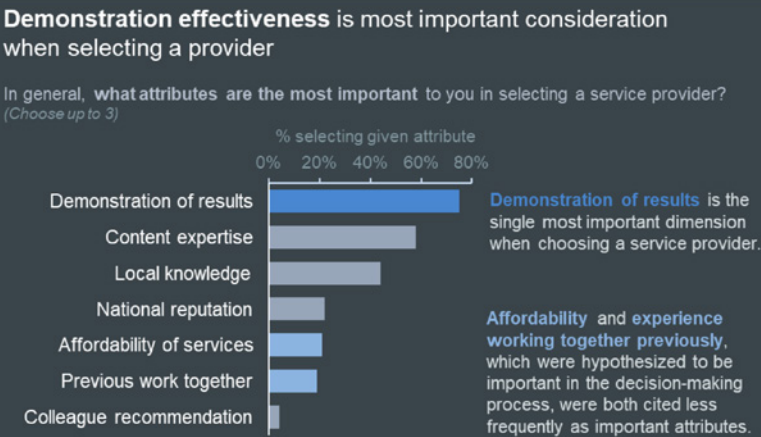 Demonstration effectiveness is most important consideration
when selecting a provider
In general, what attributes are the most important to you in selecting a service provider?
(Choose up to 3)
% selecting given attribute
0% 20% 40% 60% 80%
Demonstration of results
Content expertise
Local knowledge
National reputation
Affordability of services
Previous work together
Colleague recommendation
Demonstration of results is the
single most important dimension
when choosing a service provider.
Affordability and experience
working together previously,
which were hypothesized to be
important in the decision-making
process, were both cited less
frequently as important attributes.